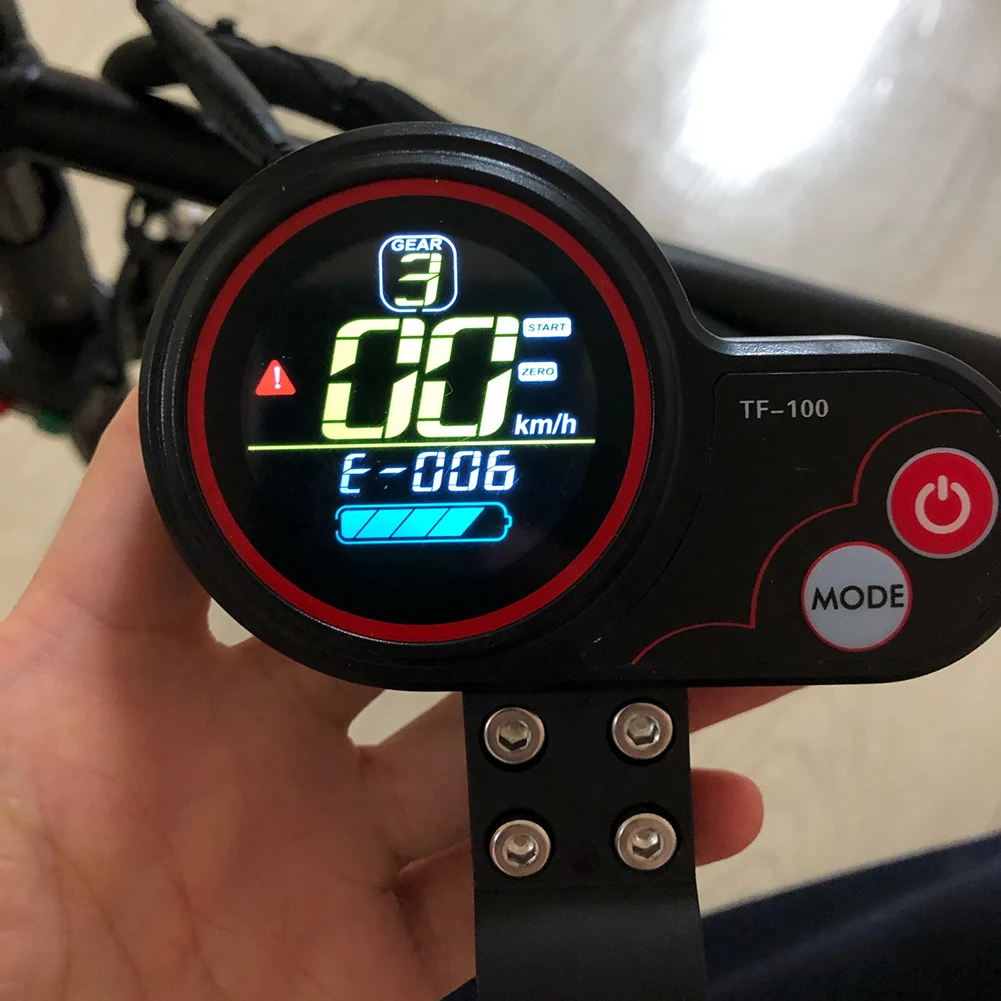 GEAR
3
00
START
ZERO
km/h
E-006
TF-100
MODE